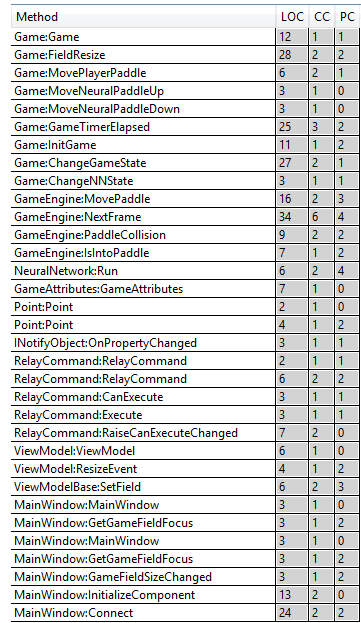 Method LOC CC PC
Game:Game 12 1 1
Game:FieldResize 28 2 2
Game:MovePlayerPaddle 6 2 1
Game:MoveNeuralPaddleUp 3 1 0
Game:MoveNeuralPaddleDown 3 1 0
Game:GameTimerElapsed 25 3 2
Game:InitGame 11 1 2
Game:ChangeGameState 27 2 1
Game:ChangeNNState 3 1 1
GameEngine:MovePaddle 16 2 3
GameEngine:NextFrame 34 6 4
GameEngine:PaddleCollision 9 2 2
GameEngine:IsIntoPaddle 7 1 2
NeuralNetwork:Run 6 2 4
GameAttributes:GameAttributes 7 1 0
Point:Point 2 1 0
Point:Point 4 1 2
INotifyObject:OnPropertyChanged 3 1 1
RelayCommand:RelayCommand 2 1 1
RelayCommand:RelayCommand 6 2 2
RelayCommand:CanExecute 3 1 1
RelayCommand:Execute 3 1 1
RelayCommand:RaiseCanExecuteChanged 7 2 0
ViewModel:ViewModel 6 1 0
ViewModel:ResizeEvent 4 1 2
ViewModelBase:SetField 6 2 3
MainWindow:MainWindow 3 1 0
MainWindow:GetGameFieldFocus 3 1 2
MainWindow:MainWindow 3 1 0
MainWindow:GetGameFieldFocus 3 1 2
MainWindow:GameFieldSizeChanged 3 1 2
MainWindow:InitializeComponent 13 2 0
MainWindow:Connect 24 2 2